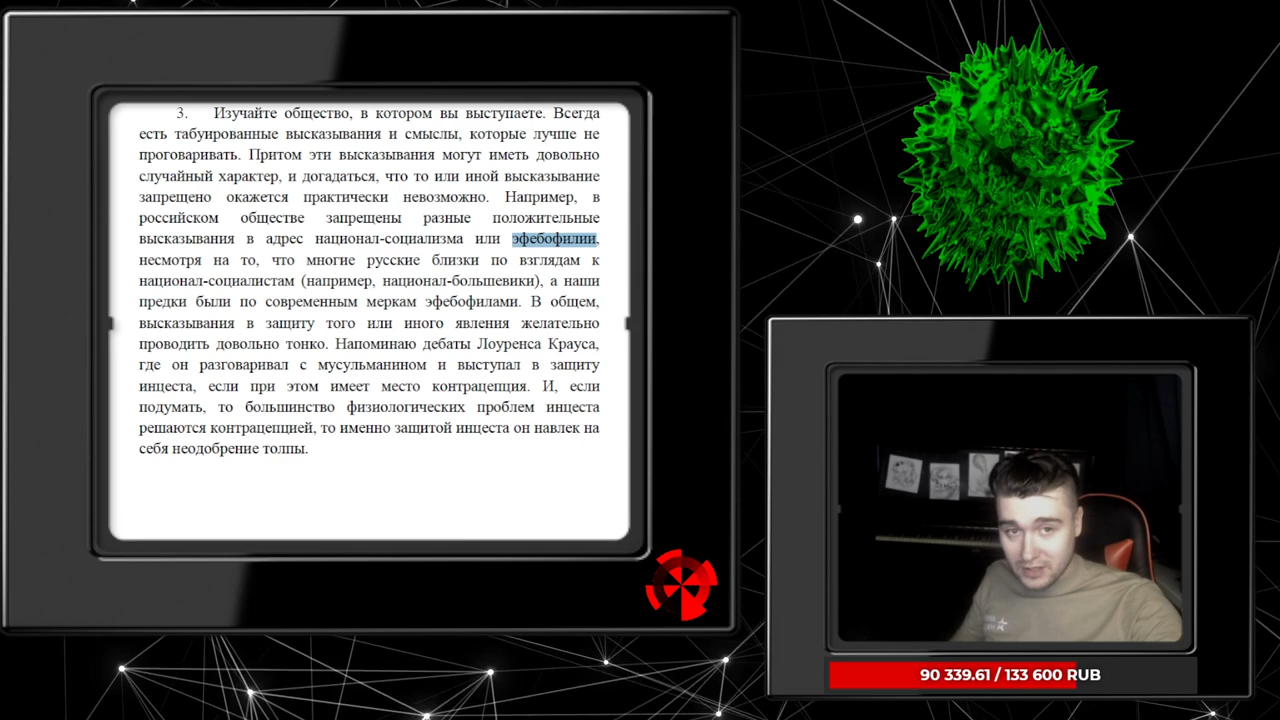 3. Изучайте общество, в котором вы выступаете. Всегда
есть табуированные высказывания и смыслы, которые лучше не
проговаривать. Притом эти высказывания могут иметь довольно
случайный характер, и догадаться, что то или иной высказывание
запрещено окажется практически невозможно. Например, в
российском обществе запрещены разные положительные
высказывания в адрес национал-социализма или эфебофилии,
несмотря на то, что многие русские близки по взглядам к
национал-социалистам (например, национал-большевики), а наши
предки были по современным меркам эфебофилами. В общем,
высказывания в защиту того или иного явления желательно
проводить довольно тонко. Напоминаю дебаты Лоуренса Крауса,
где он разговаривал с мусульманином и выступал в защиту
инцеста, если при этом имеет место контрацепция. И, если
подумать, то большинство физиологических проблем инцеста
решаются контрацепцией, то именно защитой инцеста он навлек на
себя неодобрение толпы.
90 339.61 / 133 600 RUB